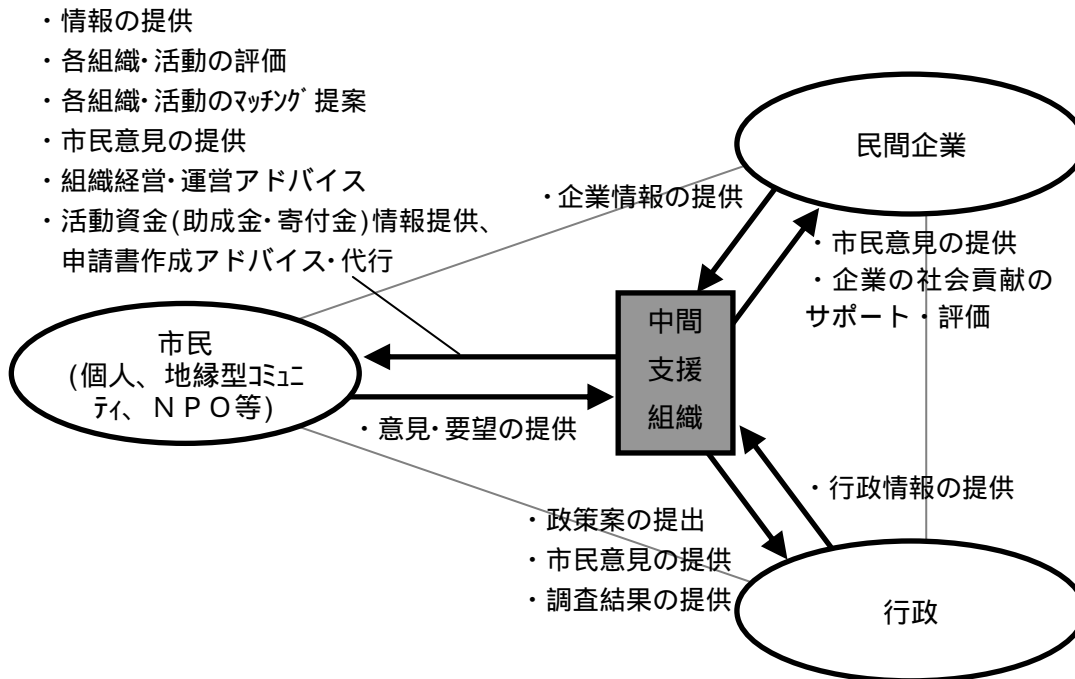 ・情報の提供
・各組織・活動の評価
・各組織・活動のﾏｯﾁﾝｸﾞ提案
・市民意見の提供
・組織経営・運営アドバイス
・活動資金(助成金・寄付金)情報提供、
申請書作成アドバイス・代行
民間企業
・企業情報の提供
・市民意見の提供
・企業の社会貢献の
サポート・評価
中間
支援
組織
市民
(個人、地縁型ｺﾐｭﾆ
ﾃｨ、ＮＰＯ等)
・意見・要望の提供
・行政情報の提供
・政策案の提出
・市民意見の提供
・調査結果の提供
行政